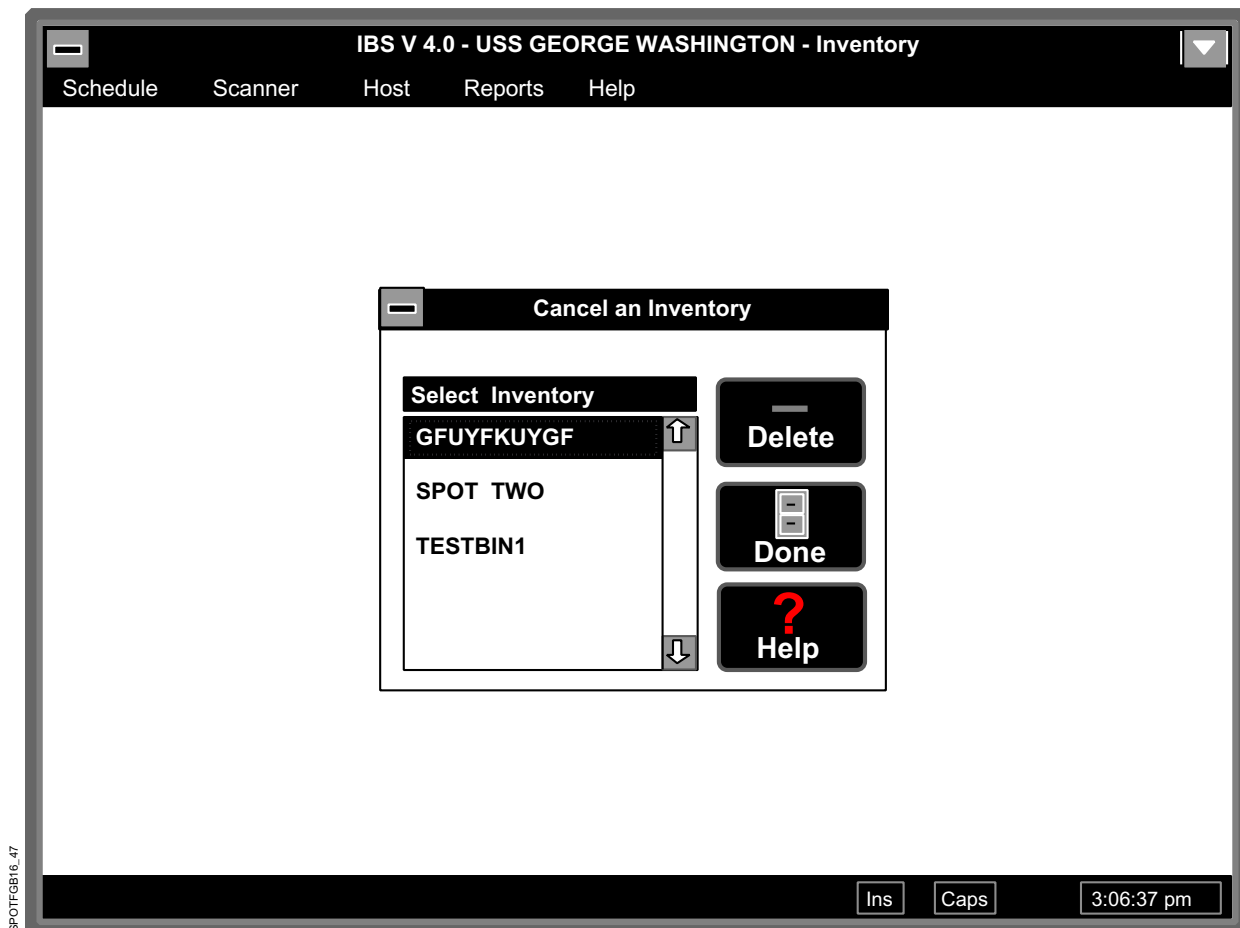 IBS V 4.0 - USS GEORGE WASHINGTON - Inventory
Schedule Scanner Host Reports Help
Cancel an Inventory
Select Inventory
GFUYFKUYGF
SPOT TWO
TESTBIN1
Delete
Done
?
Help
Ins Caps 3:06:37 pm
SPOTFGB16_47